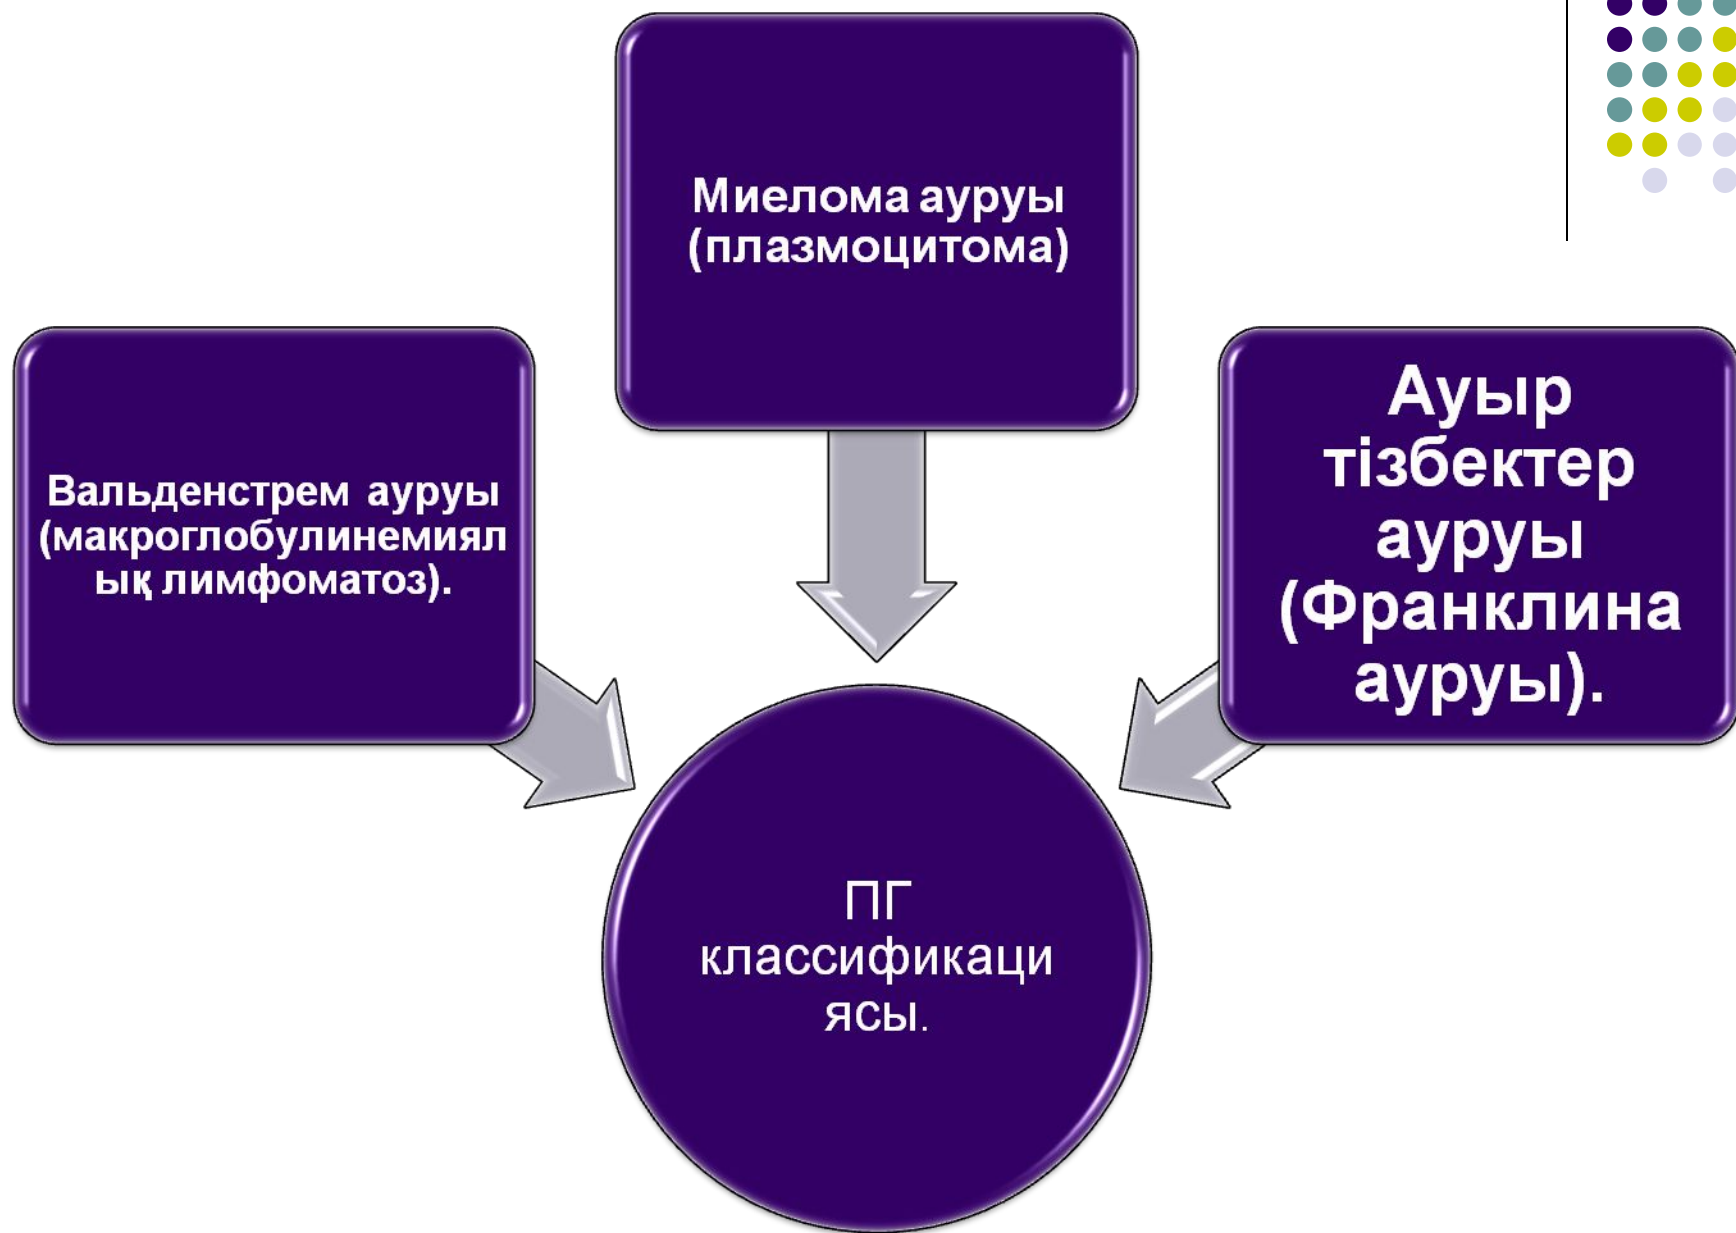 Миелома ауруы
(плазмоцитома)
Вальденстрем ауруы
(макроглобулинемиял
ық лимфоматоз).
Ауыр
тізбектер
ауруы
(Франклина
ауруы).
ПГ
классификаци
ясы.